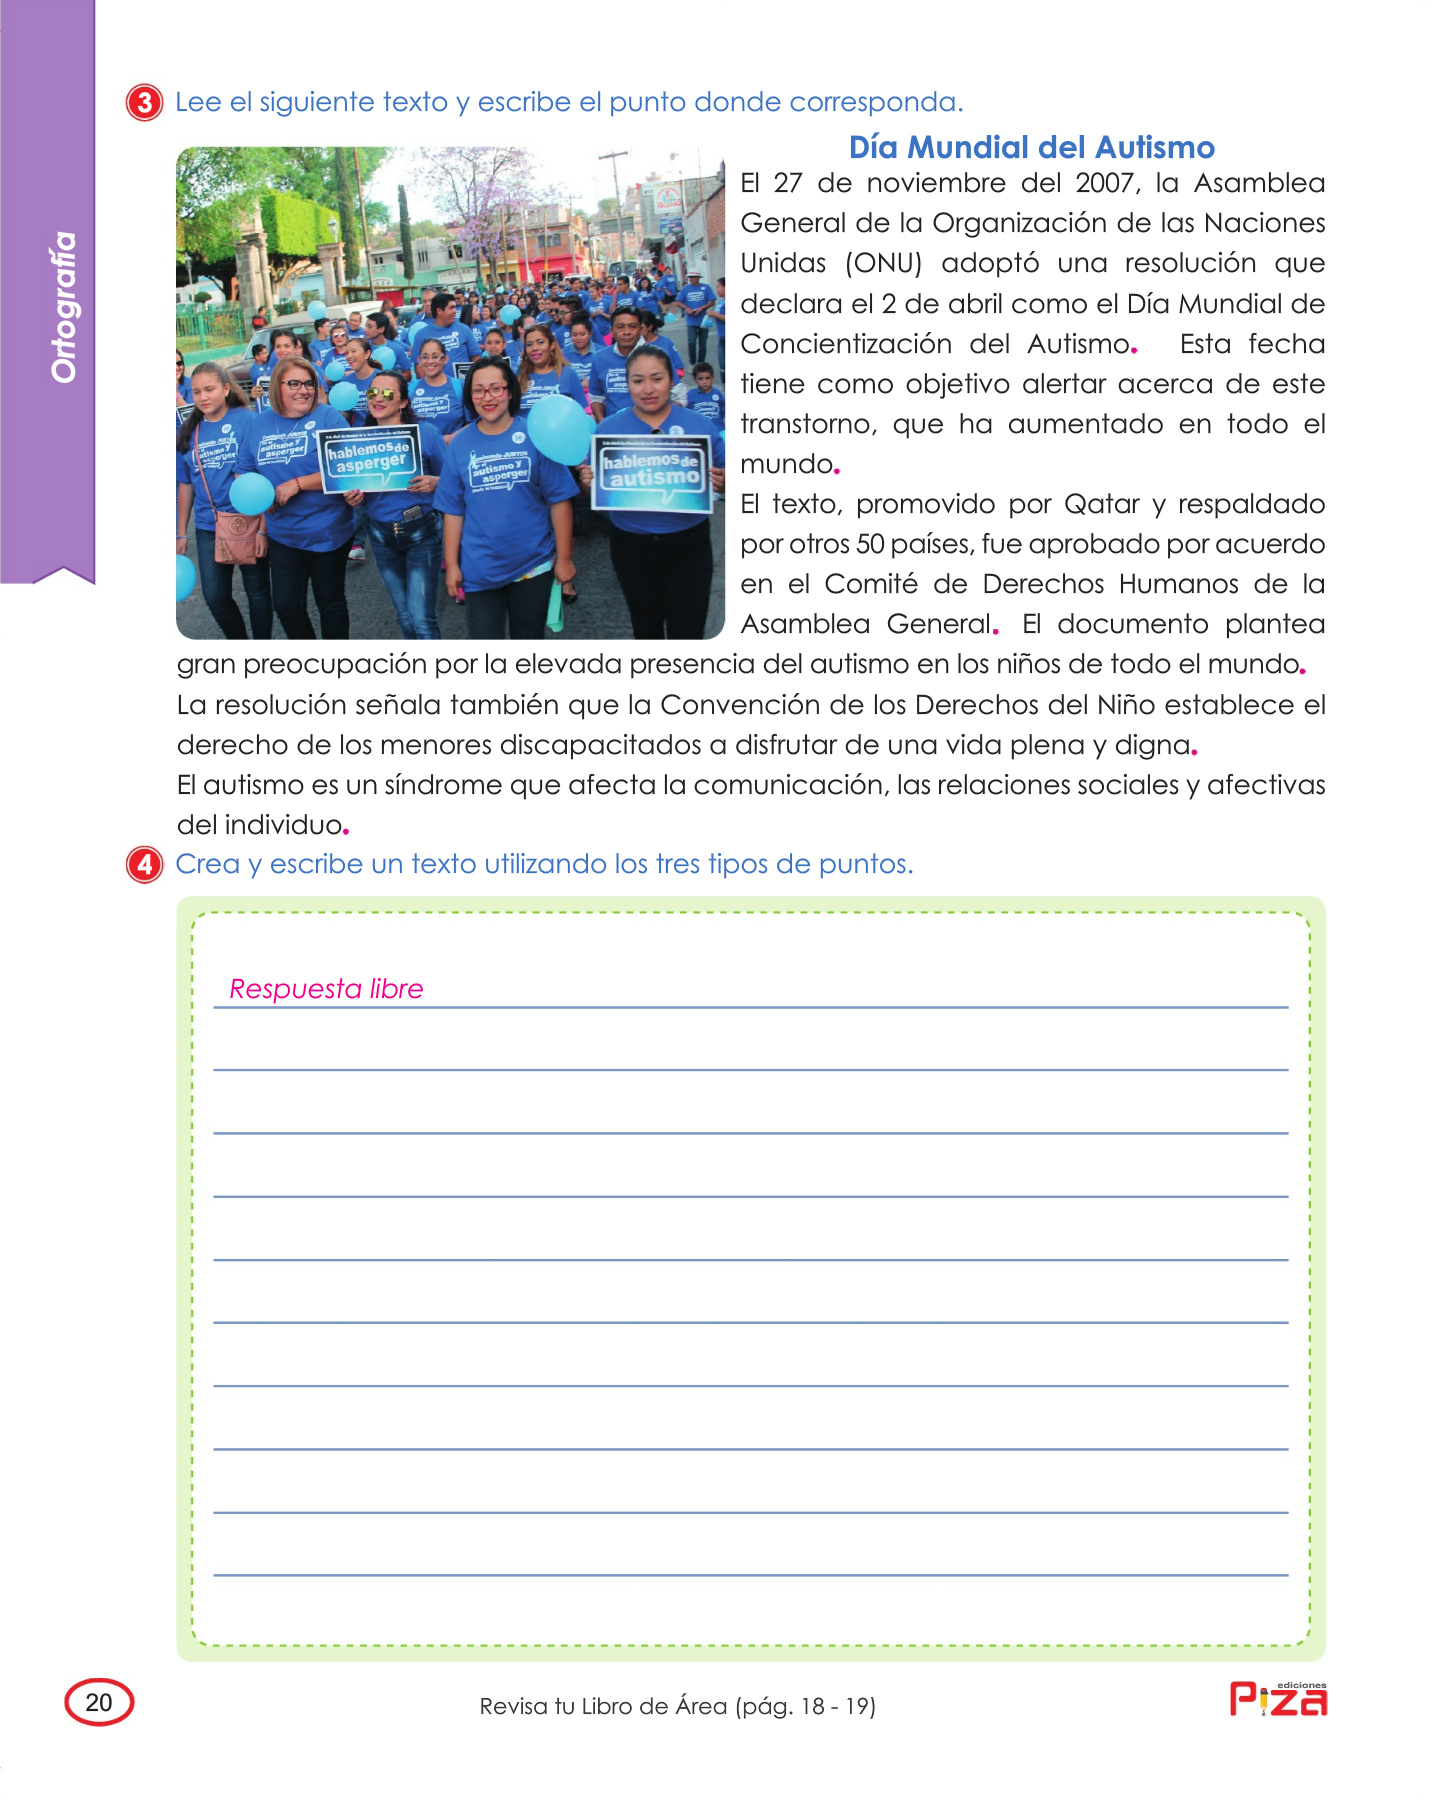 Ortografía
3 Lee el siguiente texto y escribe el punto donde corresponda.
Día Mundial del Autismo
El 27 de noviembre del 2007, la Asamblea
General de la Organización de las Naciones
Unidas (ONU) adoptó una resolución que
declara el 2 de abril como el Día Mundial de
Concientización del Autismo. Esta fecha
tiene como objetivo alertar acerca de este
transtorno, que ha aumentado en todo el
mundo.
El texto, promovido por Qatar y respaldado
por otros 50 países, fue aprobado por acuerdo
en el Comité de Derechos Humanos de la
Asamblea General. El documento plantea
gran preocupación por la elevada presencia del autismo en los niños de todo el mundo.
La resolución señala también que la Convención de los Derechos del Niño establece el
derecho de los menores discapacitados a disfrutar de una vida plena y digna.
El autismo es un síndrome que afecta la comunicación, las relaciones sociales y afectivas
del individuo.
hablemos de
asperger
hablemos de
autismo
autismo y
asperger
4 Crea y escribe un texto utilizando los tres tipos de puntos.
Respuesta libre
20
Revisa tu Libro de Área (pág. 18 - 19)
ediciones
Piza